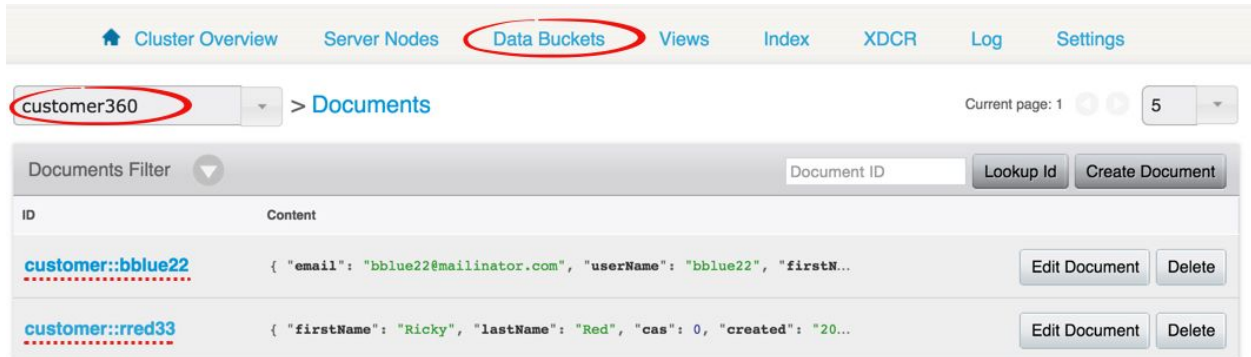 Cluster Overview Server Nodes Data Buckets Views Index XDCR Log Settings
customer360 > Documents Current page: 1 5
Documents Filter Document ID Lookup Id Create Document
ID Content
customer::bblue22 { "email": "bblue22@mailinator.com", "userName": "bblue22", "firstN... Edit Document Delete
customer::rred33 { "firstName": "Ricky", "lastName": "Red", "cas": 0, "created": "20... Edit Document Delete